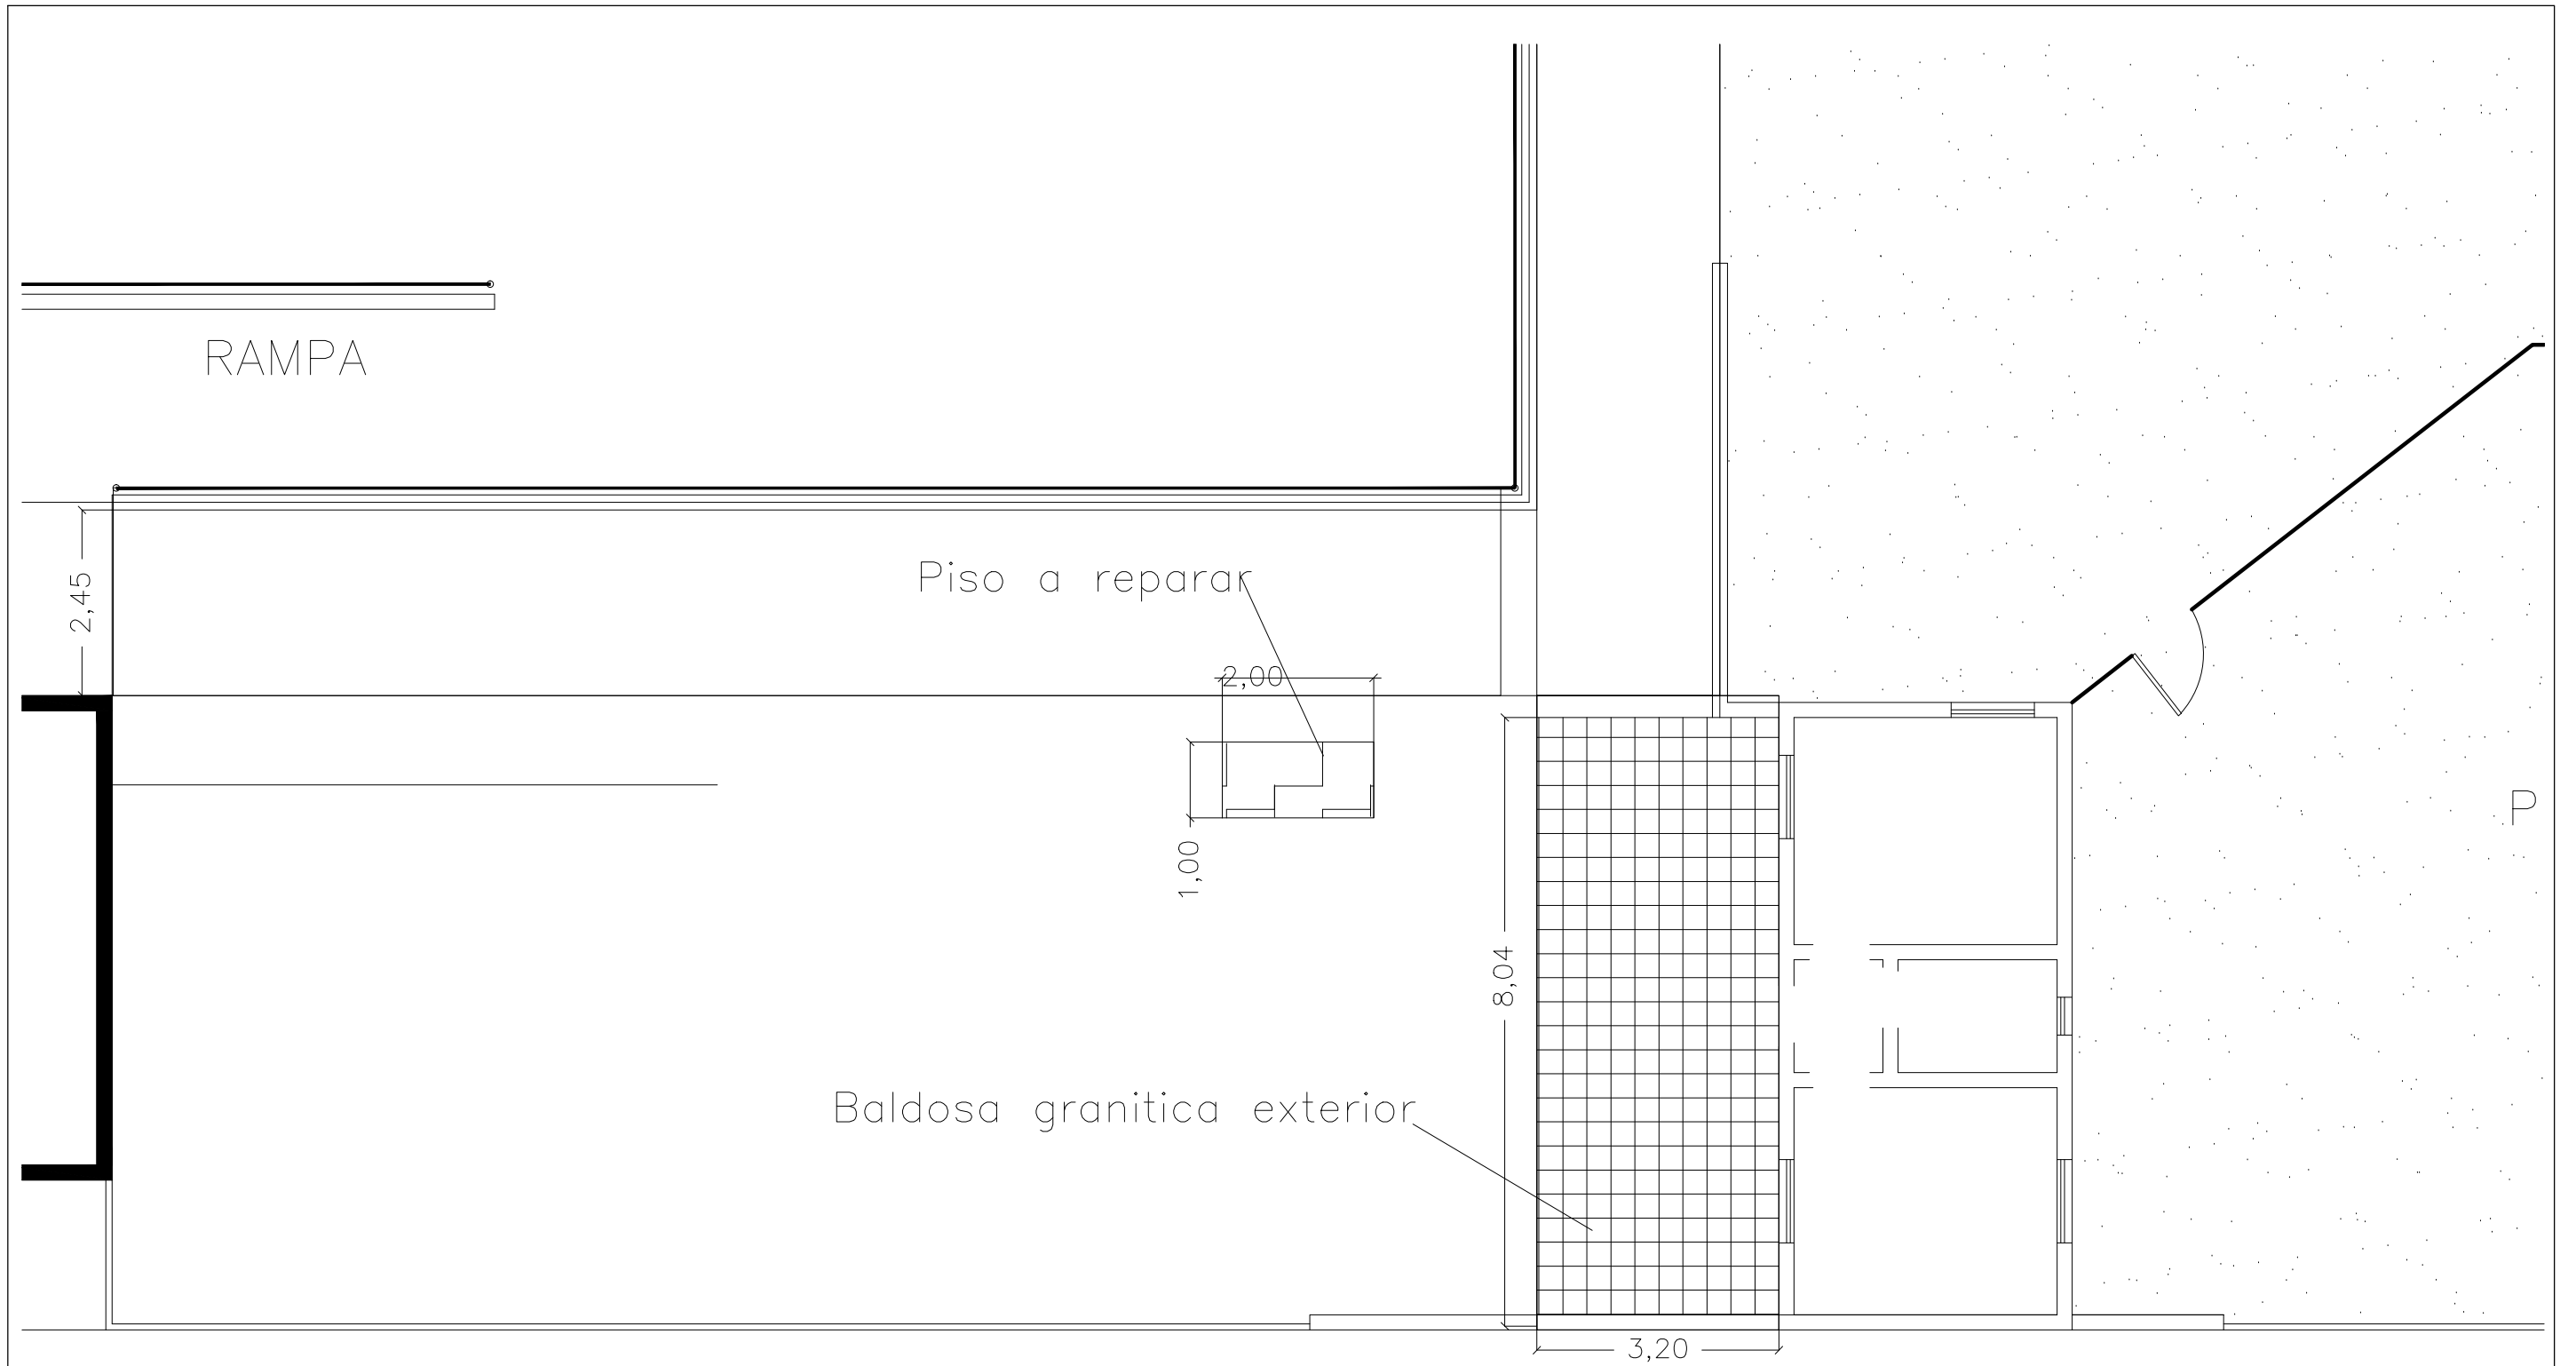 RAMPA
Piso a reparar
2,45
2,00
P
1,00
8,04
Baldosa granitica exterior
3,20